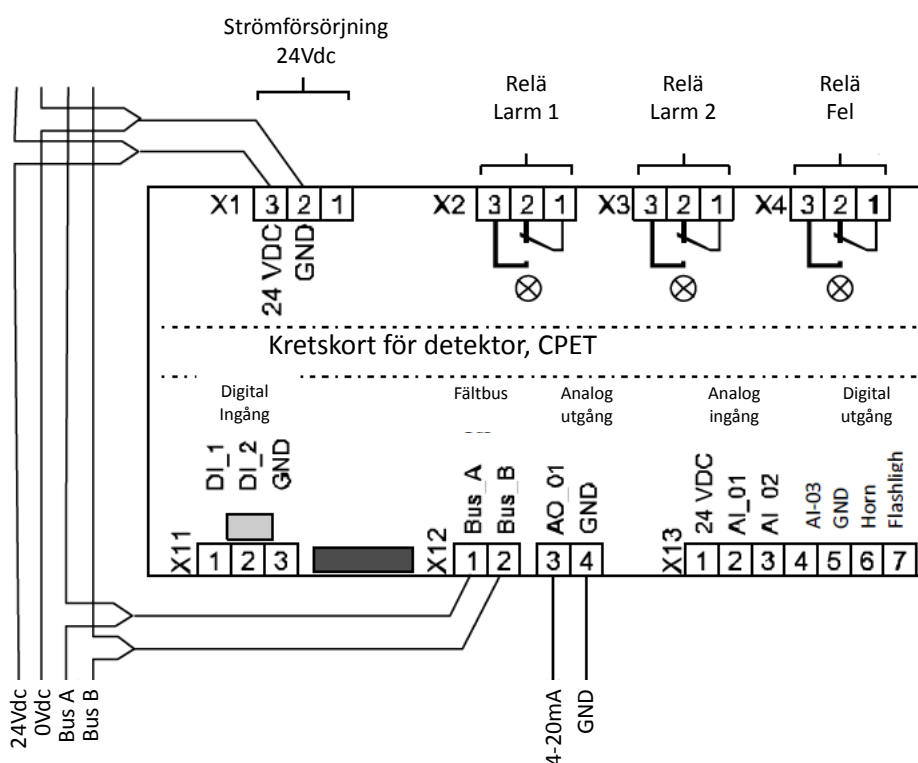 Strömförsörjning
24Vdc
Relä
Larm 1
Relä
Larm 2
Relä
Fel
X1 3 2 1
X2 3 2 1
X3 3 2 1
X4 3 2 1
24 VDC
GND
Kretskort för detektor, CPET
Digital
Ingång
Fältbus
Analog
utgång
Analog
ingång
Digital
utgång
DI_1
DI_2
GND
Bus_A
Bus_B
AO_01
GND
24 VDC
AI_01
AI_02
AI-03
GND
Horn
Flashligh
X11 1 2 3
X12 1 2 3 4
X13 1 2 3 4 5 6 7
24Vdc
0Vdc
Bus A
Bus B
4-20mA
GND